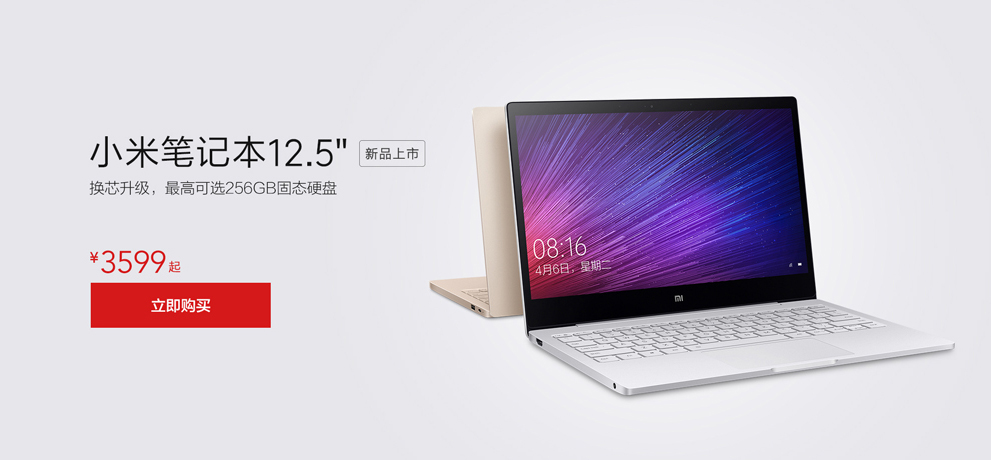 小米笔记本12.5" 新品上市
换芯升级，最高可选256GB固态硬盘
¥3599起
立即购买
08:16
4月6日，星期二
MI